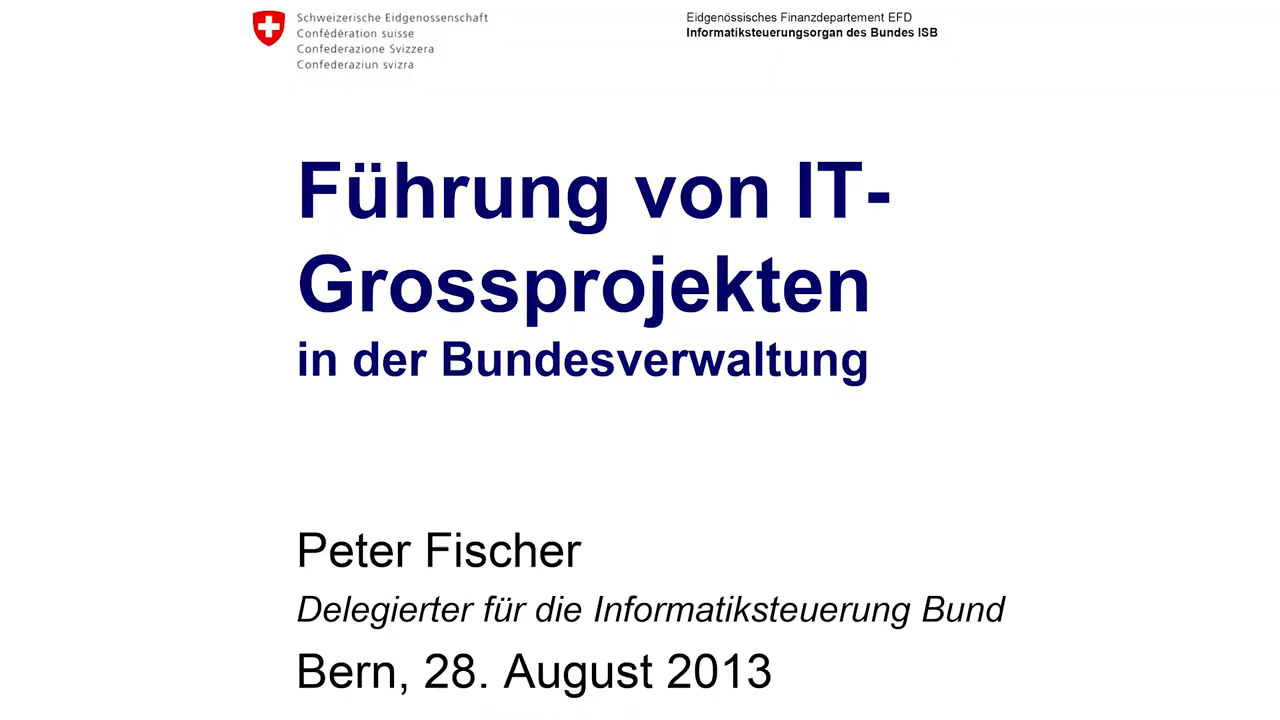 Schweizerische Eidgenossenschaft
Confédération suisse
Confederazione Svizzera
Confederaziun svizra
Eidgenössisches Finanzdepartement EFD
Informatiksteuerungsorgan des Bundes ISB
Führung von IT-
Grossprojekten
in der Bundesverwaltung
Peter Fischer
Delegierter für die Informatiksteuerung Bund
Bern, 28. August 2013